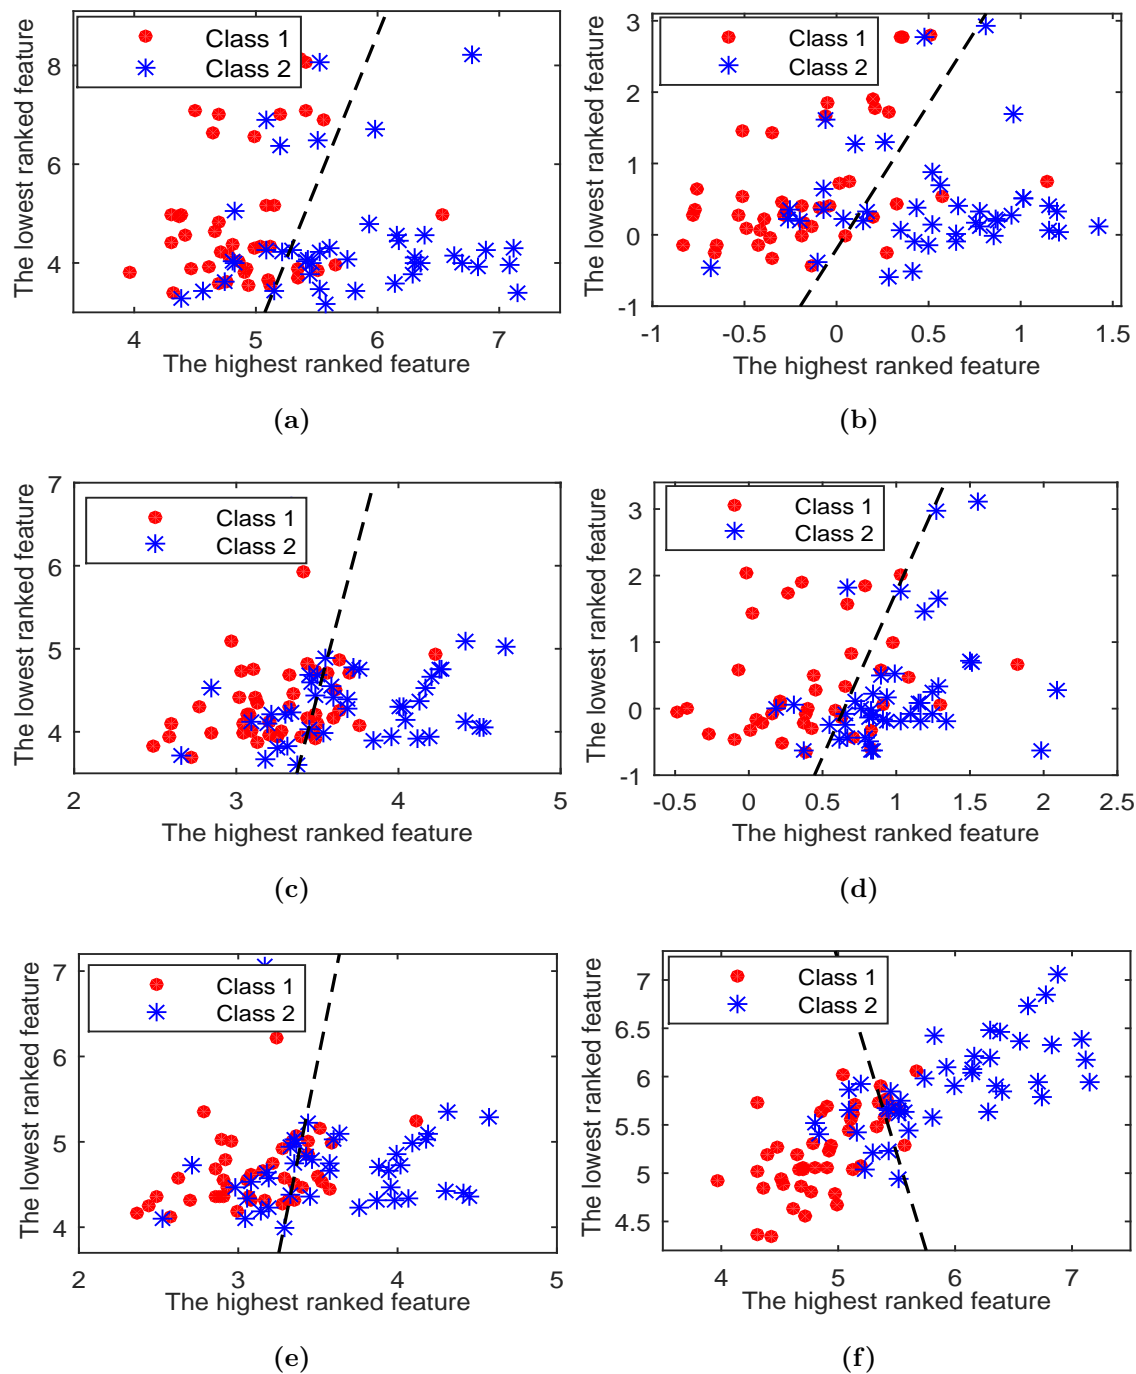 The lowest ranked feature
8
6
4
Class 1
Class 2
4 5 6 7
The highest ranked feature
(a)
The lowest ranked feature
3
2
1
0
-1
Class 1
Class 2
-1 -0.5 0 0.5 1 1.5
The highest ranked feature
(b)
The lowest ranked feature
7
6
5
4
Class 1
Class 2
2 3 4 5
The highest ranked feature
(c)
The lowest ranked feature
3
2
1
0
-1
Class 1
Class 2
-0.5 0 0.5 1 1.5 2 2.5
The highest ranked feature
(d)
The lowest ranked feature
7
6
5
4
Class 1
Class 2
2 3 4 5
The highest ranked feature
(e)
The lowest ranked feature
7
6.5
6
5.5
5
4.5
Class 1
Class 2
4 5 6 7
The highest ranked feature
(f)